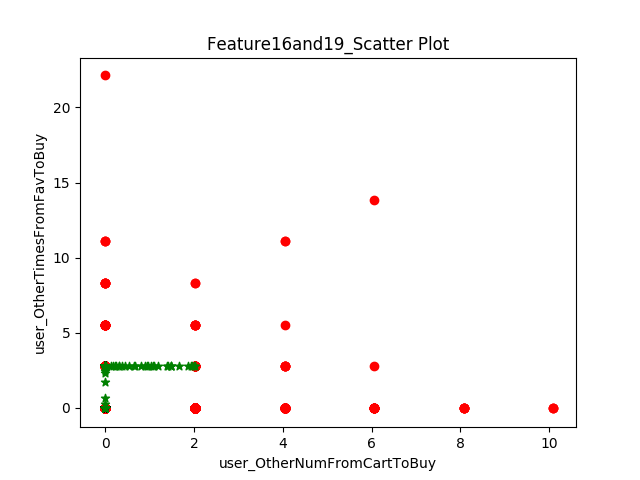 Feature16and19_Scatter Plot
user_OtherTimesFromFavToBuy
20
15
10
5
0
0 2 4 6 8 10
user_OtherNumFromCartToBuy